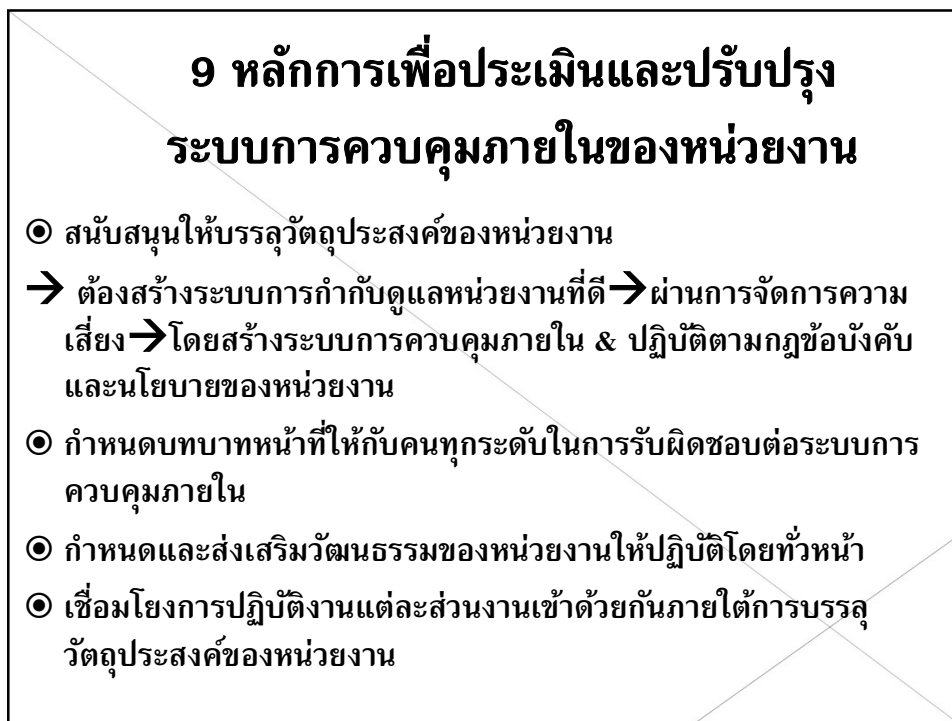 9 หลักการเพื่อประเมินและปรับปรุง
ระบบการควบคุมภายในของหน่วยงาน
◉ สนับสนุนให้บรรลุวัตถุประสงค์ของหน่วยงาน
→ ต้องสร้างระบบการกำกับดูแลหน่วยงานที่ดี→ผ่านการจัดการความ
เสี่ยง→โดยสร้างระบบการควบคุมภายใน & ปฏิบัติตามกฎข้อบังคับ
และนโยบายของหน่วยงาน
◉ กำหนดบทบาทหน้าที่ให้กับคนทุกระดับในการรับผิดชอบต่อระบบการ
ควบคุมภายใน
◉ กำหนดและส่งเสริมวัฒนธรรมของหน่วยงานให้ปฏิบัติโดยทั่วหน้า
◉ เชื่อมโยงการปฏิบัติงานแต่ละส่วนงานเข้าด้วยกันภายใต้การบรรลุ
วัตถุประสงค์ของหน่วยงาน